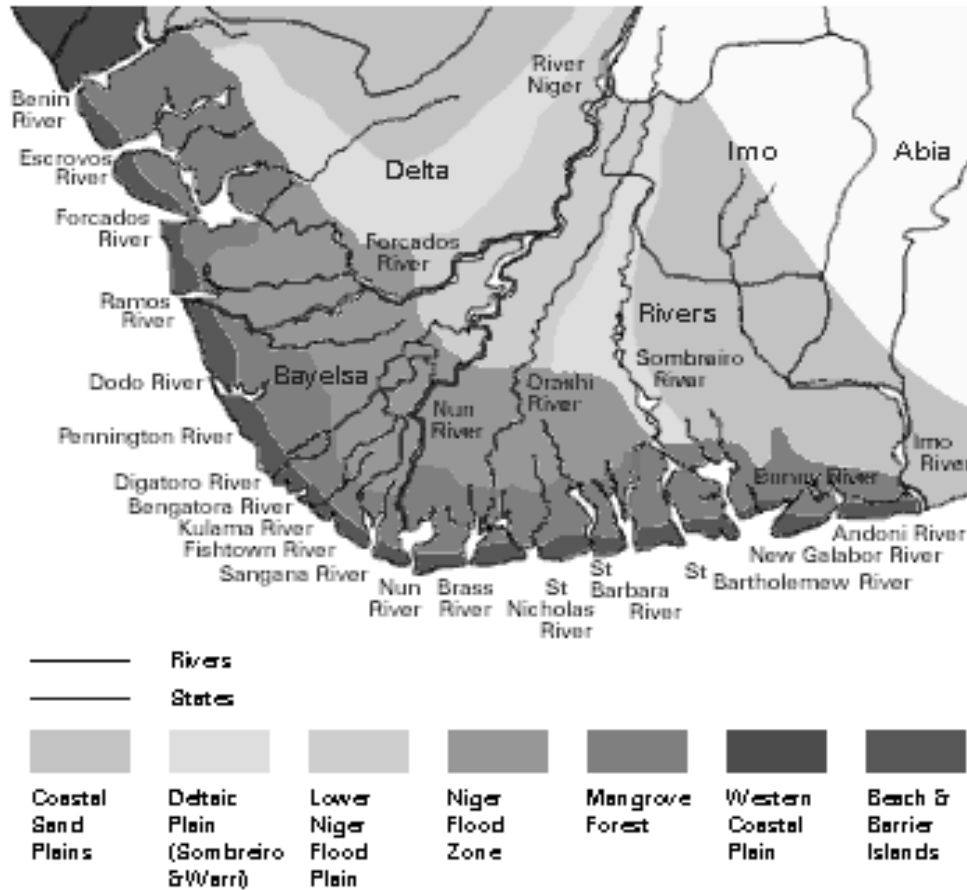 River
Niger
Benin
River
Escrovos
River
Delta
Imo
Abia
Forcados
River
Forcados
River
Ramos
River
Rivers
Sombreiro
River
Dodo River
Bayelsa
Orashi
River
Nun
River
Pennington River
Imo
River
Digatoro River
Bonny River
Bengatora River
Kulama River
Fishtown River
Sangana River
Andoni River
New Galabor River
St
Bartholemew River
St
Barbara
River
Nun
River
Brass
River
St
Nicholas
River
Rivers
States
Coastal
Sand
Plains
Deltaic
Plain
(Sombreiro
& Warri)
Lower
Niger
Flood
Plain
Niger
Flood
Zone
Mangrove
Forest
Western
Coastal
Plain
Beach &
Barrier
Islands